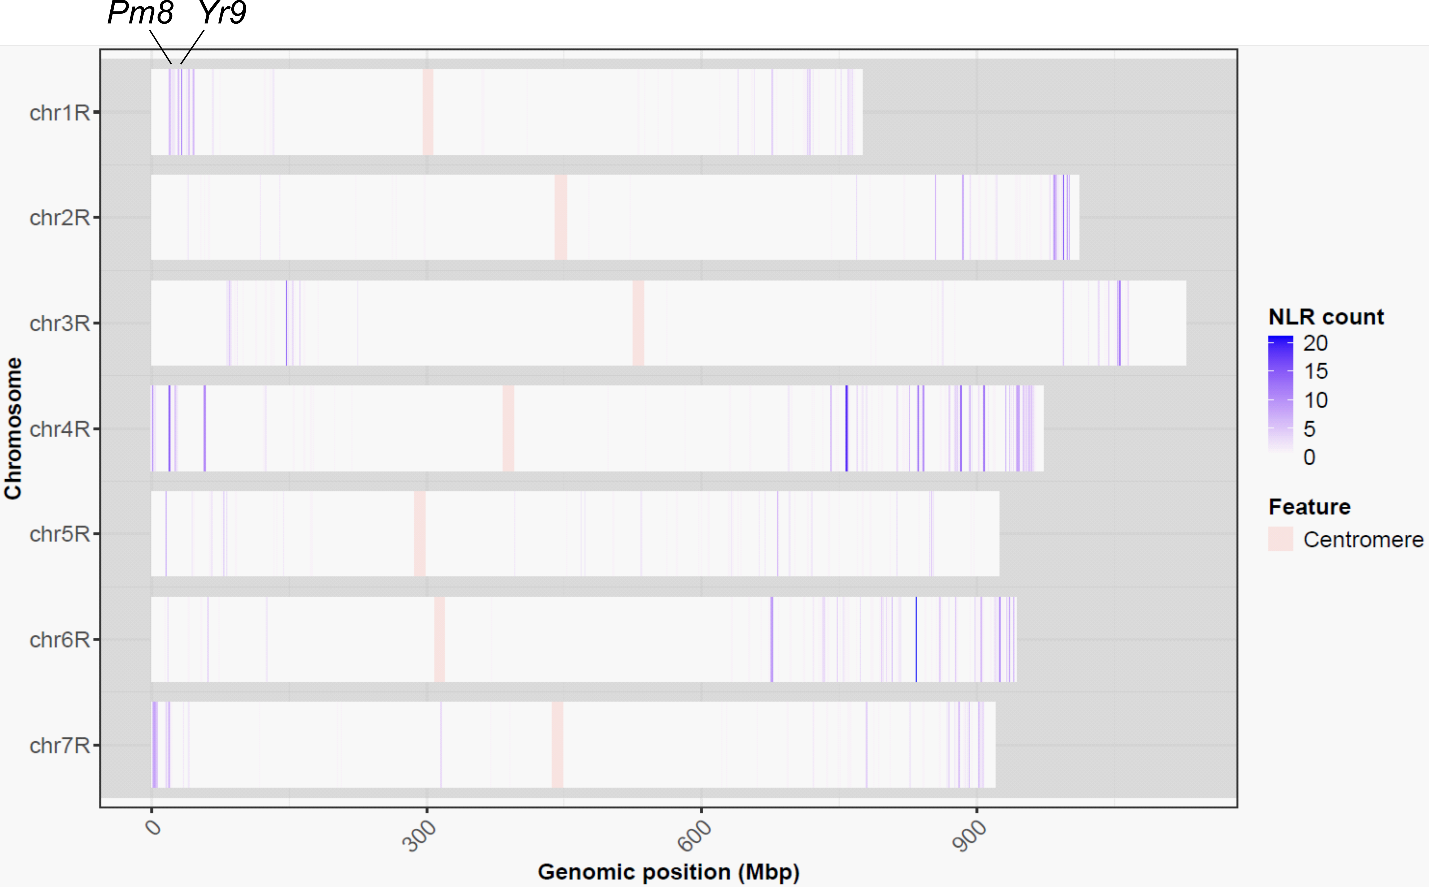 Pm8 Yr9
chr1R
chr2R
chr3R
chr4R
chr5R
chr6R
chr7R
Chromosome
0 300 600 900
Genomic position (Mbp)
NLR count
20
15
10
5
0
Feature
Centromere